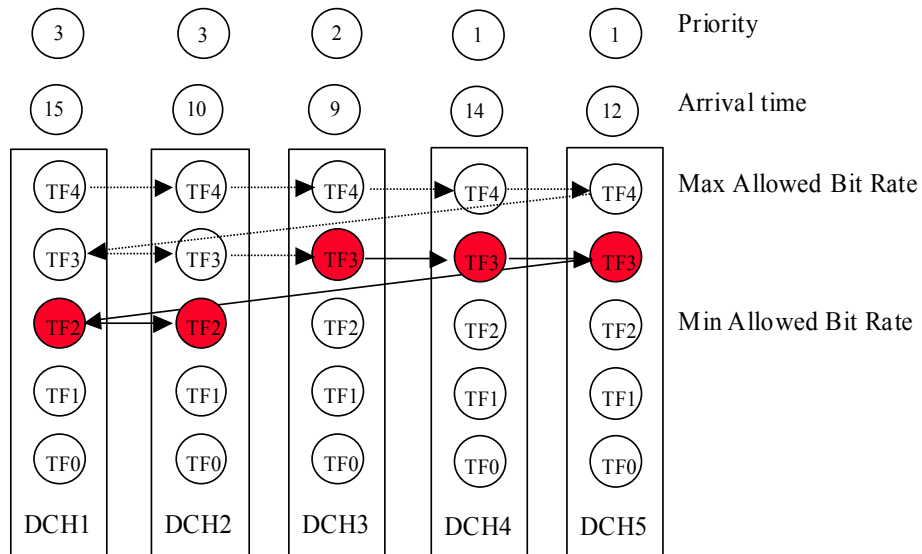 3 3 2 1 1 Priority
15 10 9 14 12 Arrival time
TF4 TF4 TF4 TF4 TF4 Max Allowed Bit Rate
TF3 TF3 TF3 TF3 TF3
TF2 TF2 TF2 TF2 TF2 Min Allowed Bit Rate
TF1 TF1 TF1 TF1 TF1
TF0 TF0 TF0 TF0 TF0
DCH1 DCH2 DCH3 DCH4 DCH5